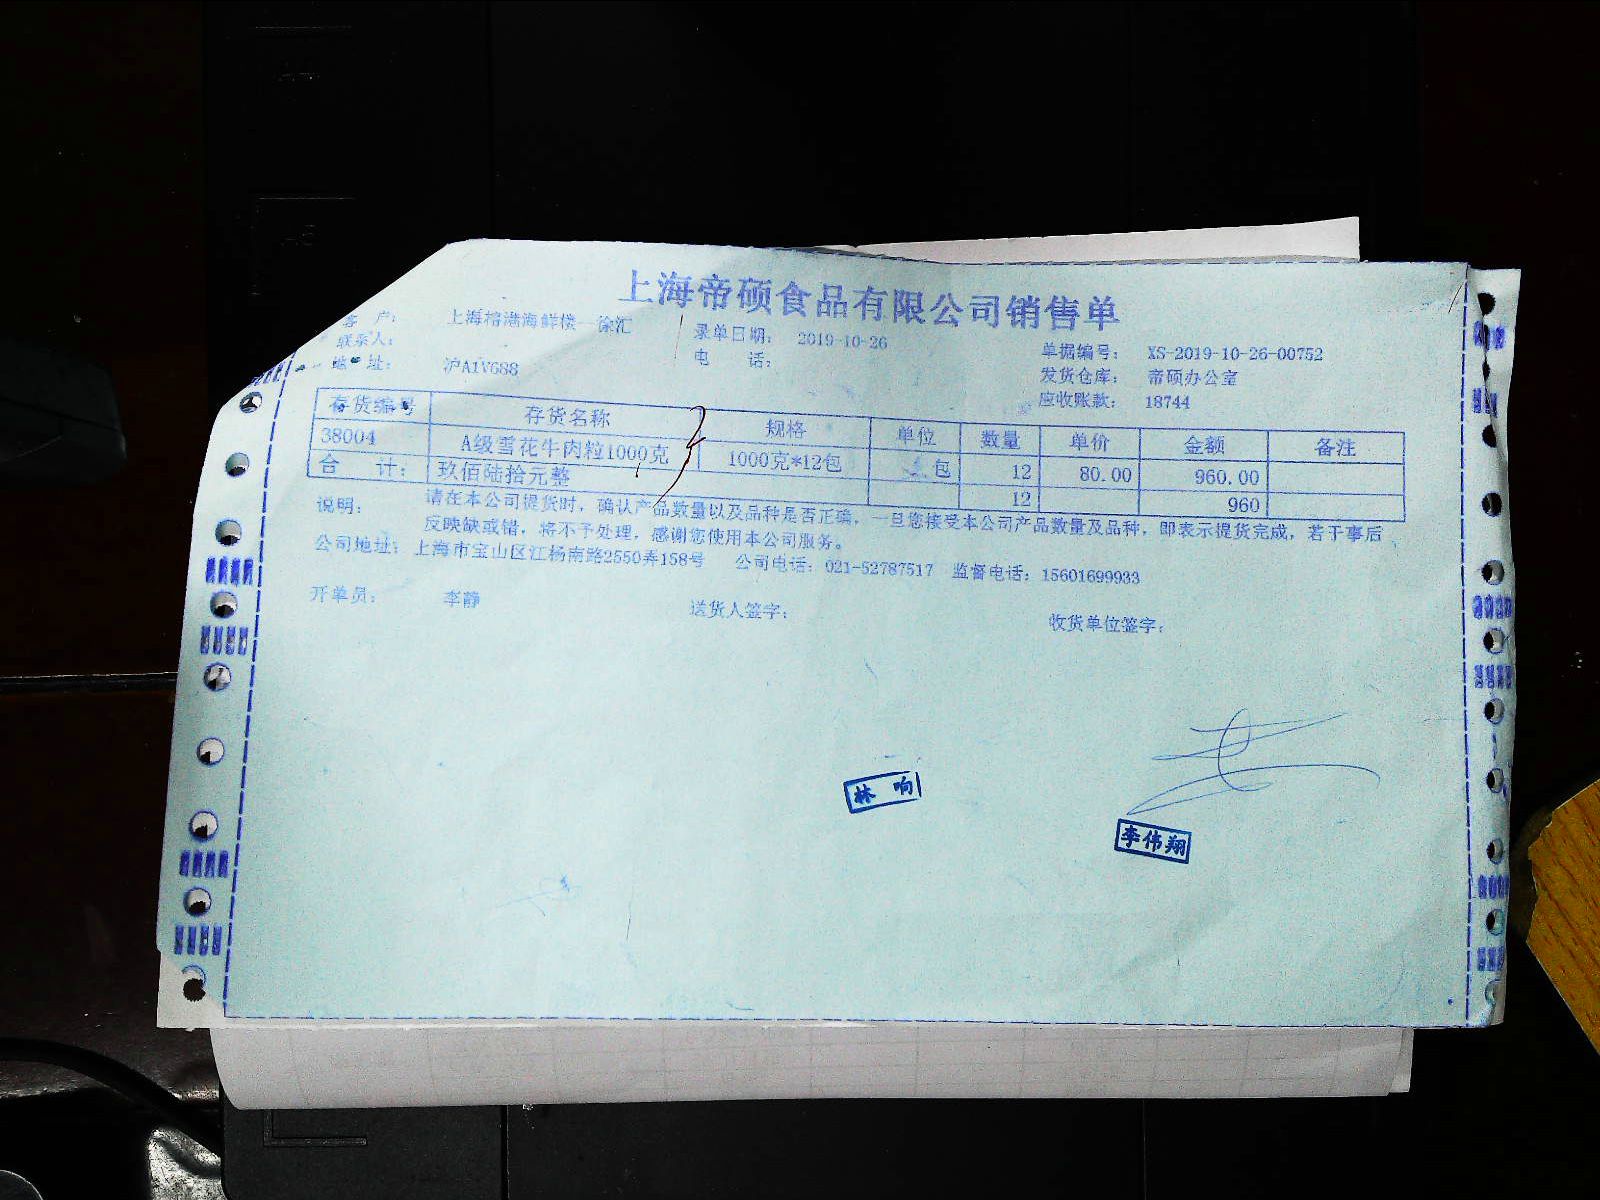 上海帝硕食品有限公司销售单
客 户: 上海榕港海鲜楼—徐汇 录单日期: 2019-10-26 单据编号: XS-2019-10-26-00752
联系人: 电 话: 发货仓库: 帝硕办公室
地 址: 沪A1V688 应收账款: 18744
存货编号 存货名称 规格 单位 数量 单价 金额 备注
38004 A级雪花牛肉粒1000克 1000克*12包 包 12 80.00 960.00
合 计: 玖佰陆拾元整 12 960
说明: 请在本公司提货时，确认产品数量以及品种是否正确，一旦您接受本公司产品数量及品种，即表示提货完成，若干事后
反映缺或错，将不予处理，感谢您使用本公司服务。
公司地址: 上海市宝山区江杨南路2550弄158号 公司电话: 021-52787517 监督电话: 15601699933
开单员: 李静 送货人签字: 收货单位签字:
林响
李伟翔